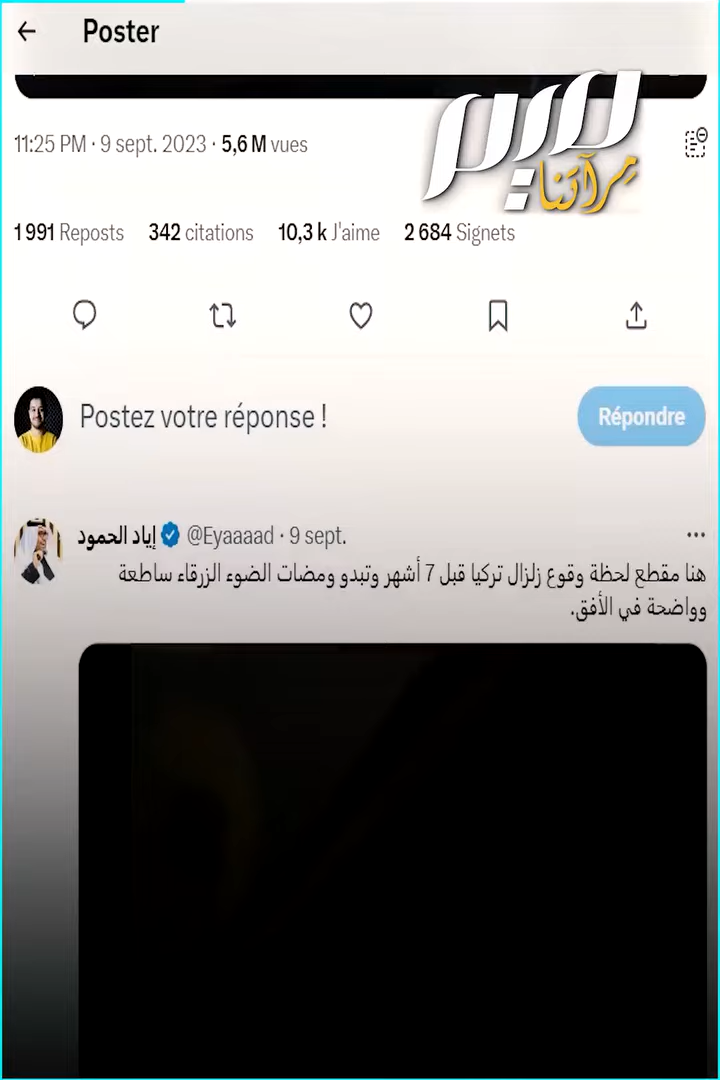 Poster
ميم
مرآتنا
11:25 PM · 9 sept. 2023 · 5,6 M vues
1 991 Reposts 342 citations 10,3 k J'aime 2 684 Signets
Postez votre réponse !
Répondre
إياد الحمود @Eyaaaad · 9 sept.
هنا مقطع لحظة وقوع زلزال تركيا قبل 7 أشهر وتبدو ومضات الضوء الزرقاء ساطعة
وواضحة في الأفق.